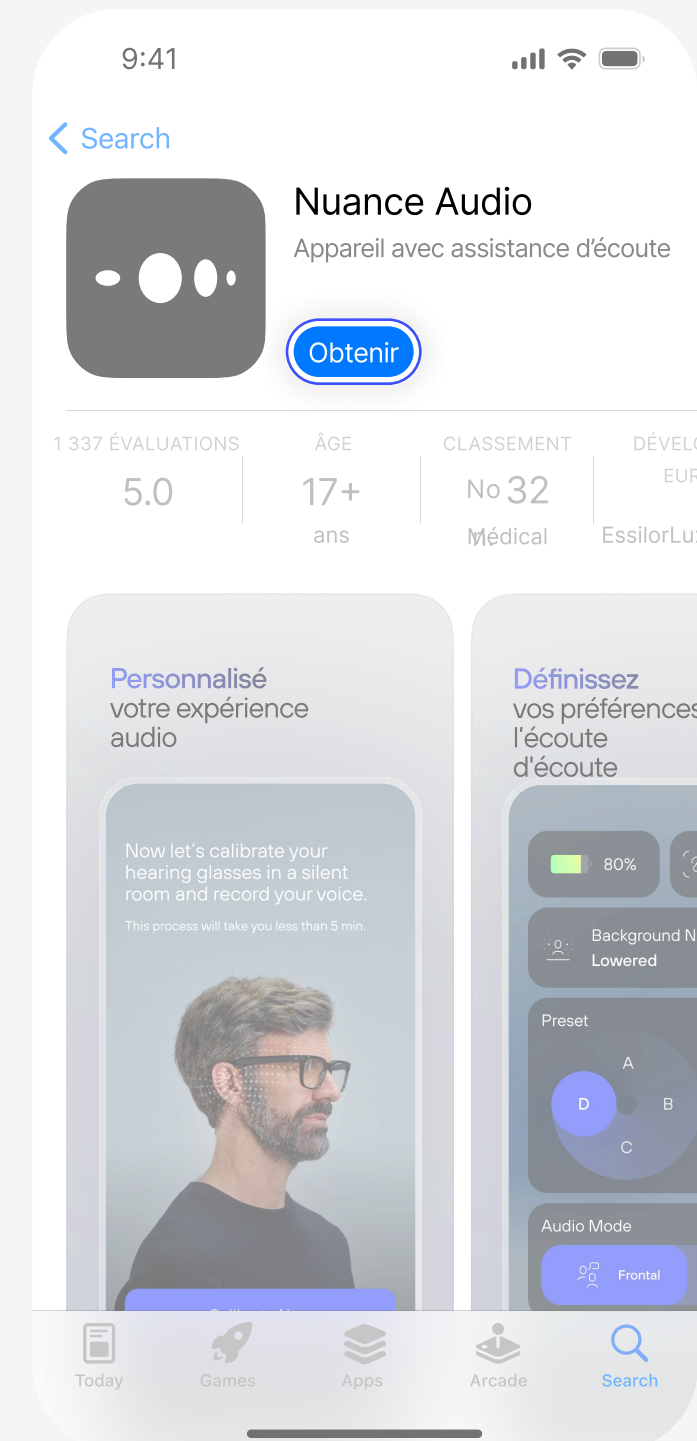 9:41
Search
Nuance Audio
Appareil avec assistance d'écoute
Obtenir
1 337 ÉVALUATIONS
5.0
ÂGE
17+
ans
CLASSEMENT
No 32
Médical
DÉVELO
EUR
EssilorLux
Personnalisé
votre expérience
audio
Now let's calibrate your
hearing glasses in a silent
room and record your voice.
This process will take you less than 5 min.
Définissez
vos préférences
l'écoute
d'écoute
80%
Background N
Lowered
Preset
A
D
B
C
Audio Mode
Frontal
Today
Games
Apps
Arcade
Search